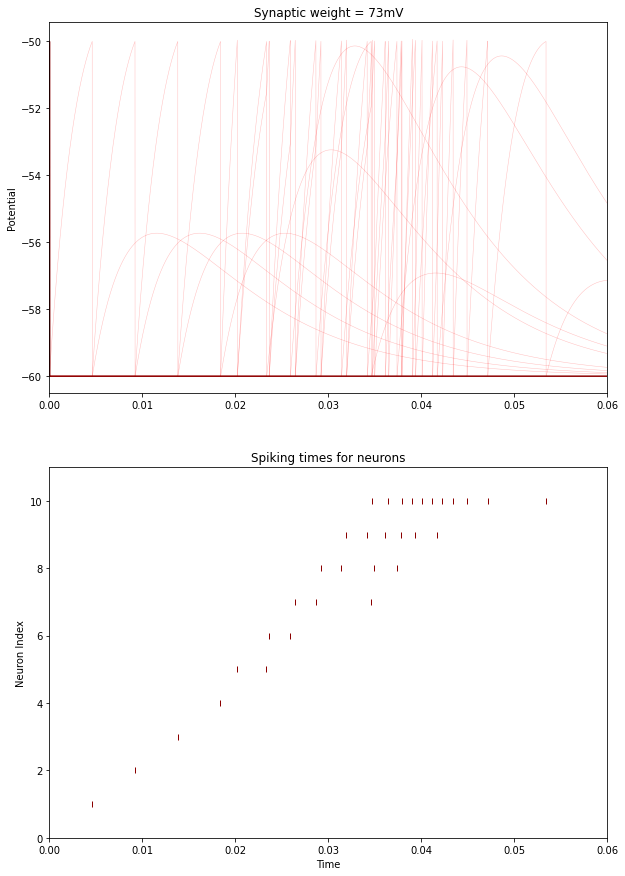 Synaptic weight = 73mV
−50
−52
−54
−56
−58
−60
Potential
0.00 0.01 0.02 0.03 0.04 0.05 0.06
Spiking times for neurons
10
8
6
4
2
0
Neuron Index
0.00 0.01 0.02 0.03 0.04 0.05 0.06
Time